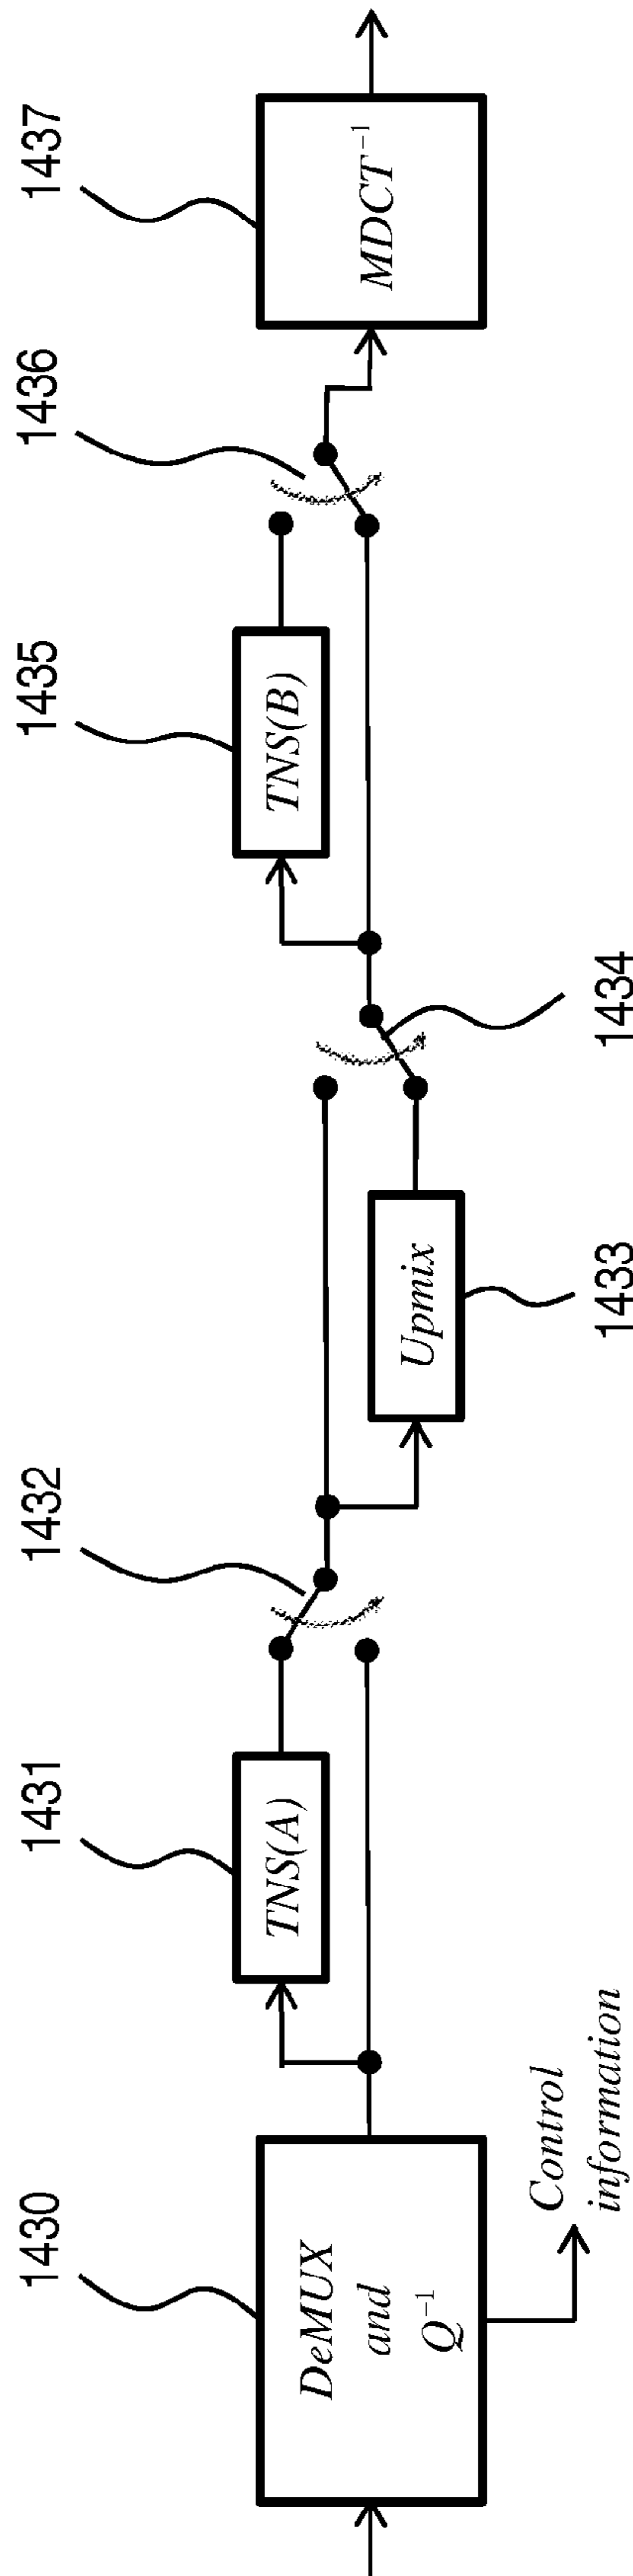 1430
DeMUX
and
Q⁻¹
Control
information
1431
TNS(A)
1432
Upmix
1433
1434
TNS(B)
1435
1436
MDCT⁻¹
1437